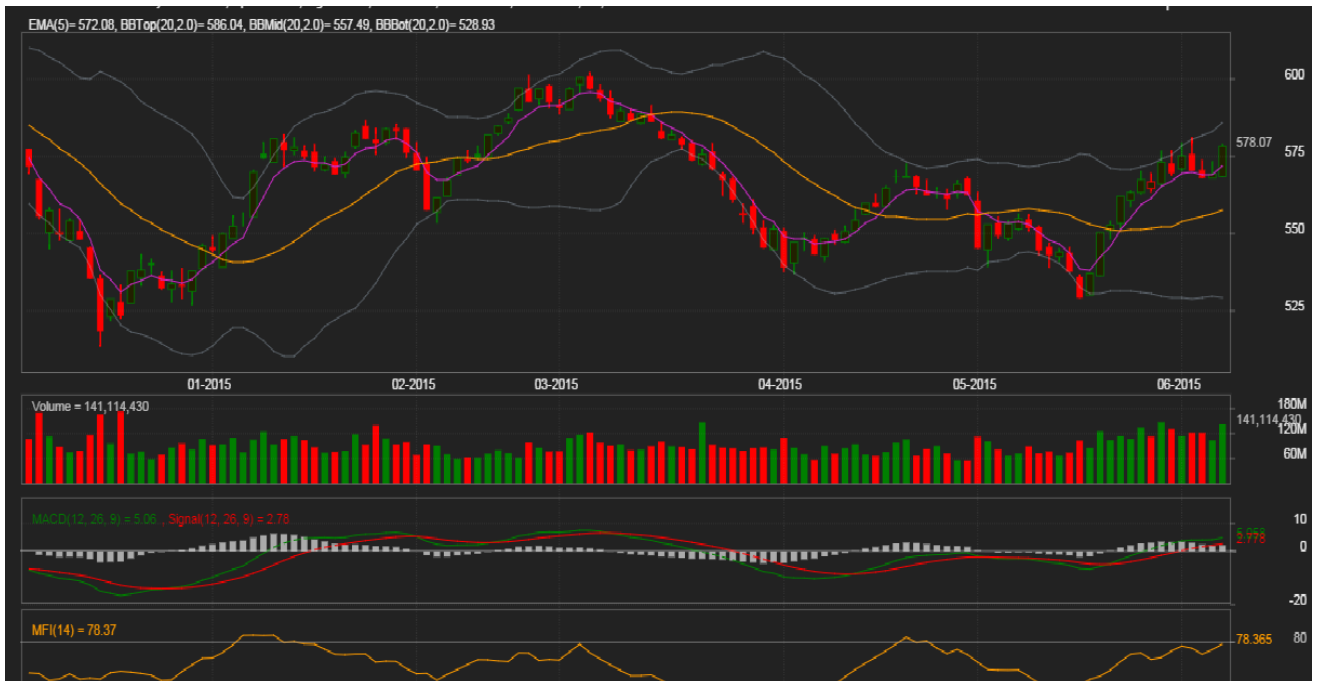 EMA(5)= 572.08, BBTop(20,2.0)= 586.04, BBMid(20,2.0)= 557.49, BBBot(20,2.0)= 528.93
600
578.07
575
550
525
01-2015 02-2015 03-2015 04-2015 05-2015 06-2015
Volume = 141,114,430
180M
141,114,430
120M
60M
MACD(12, 26, 9) = 5.06 , Signal(12, 26, 9) = 2.78
10
2.778
0
-20
MFI(14) = 78.37
78.365 80